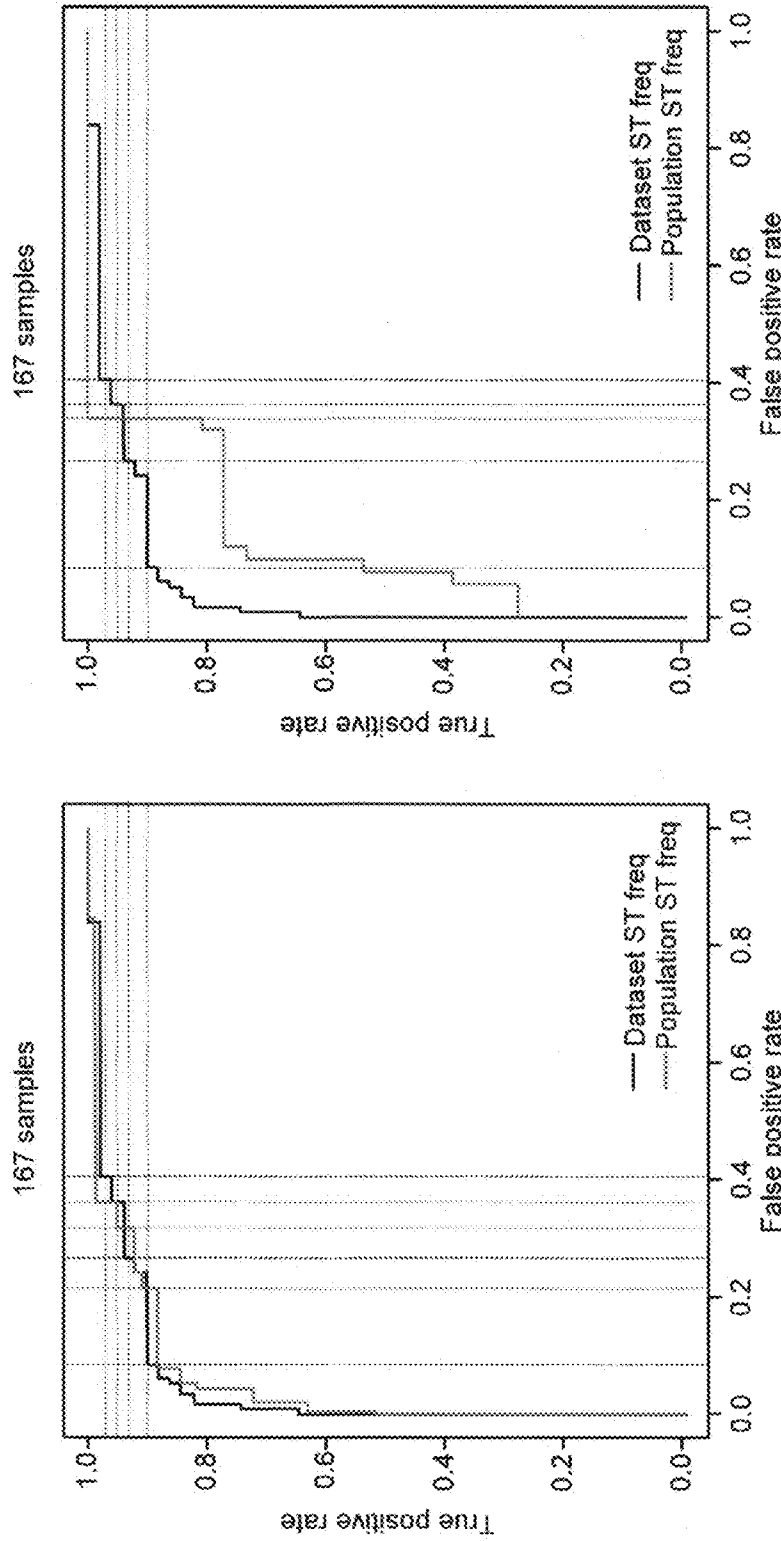 167 samples
True positive rate
1.0
0.8
0.6
0.4
0.2
0.0
Dataset ST freq
Population ST freq
0.0
0.2
0.4
0.6
0.8
1.0
False positive rate
167 samples
True positive rate
1.0
0.8
0.6
0.4
0.2
0.0
Dataset ST freq
Population ST freq
0.0
0.2
0.4
0.6
0.8
1.0
False positive rate